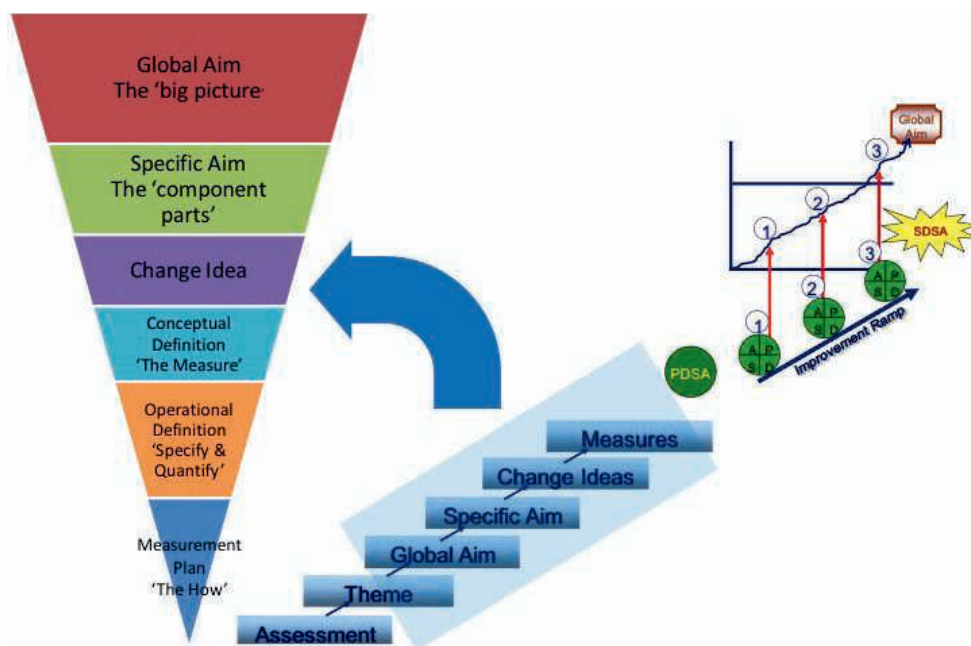 Global Aim
The ‘big picture‘
Specific Aim
The ‘component
parts’
Change Idea
Conceptual
Definition
‘The Measure’
Operational
Definition
‘Specify &
Quantify’
Measurement
Plan
‘The How’
Assessment
Theme
Global Aim
Specific Aim
Change Ideas
Measures
PDSA
1
A P
S D
2
A P
S D
3
A P
S D
Improvement Ramp
1
2
3
SDSA
Global
Aim